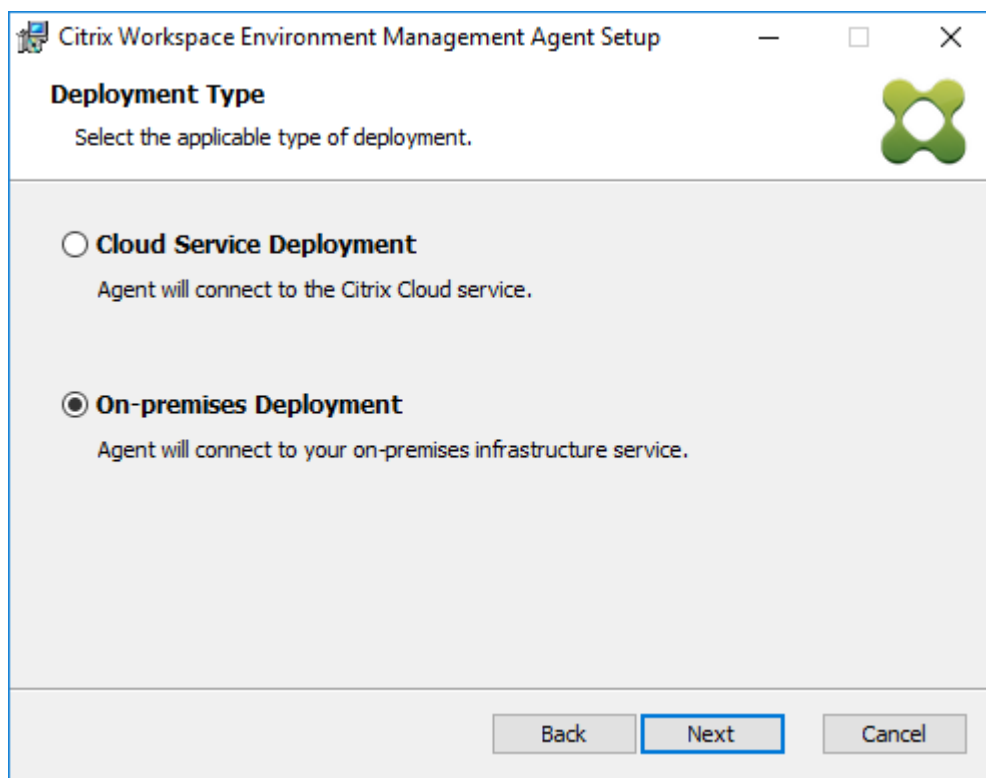 Citrix Workspace Environment Management Agent Setup
Deployment Type
Select the applicable type of deployment.
Cloud Service Deployment
Agent will connect to the Citrix Cloud service.
On-premises Deployment
Agent will connect to your on-premises infrastructure service.
Back Next Cancel